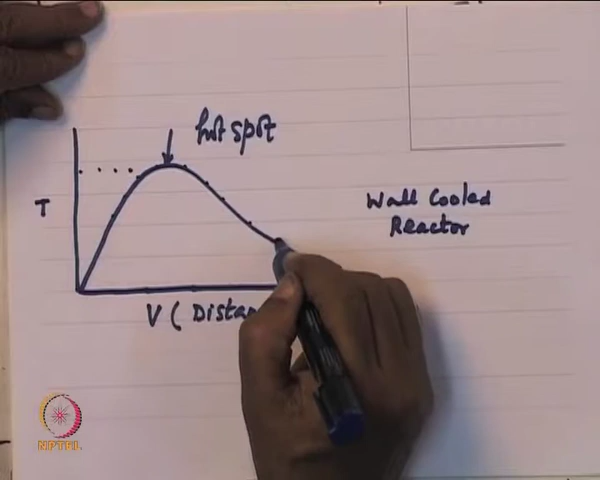 hot spot
T
Wall Cooled
Reactor
V (Distan
NPTEL